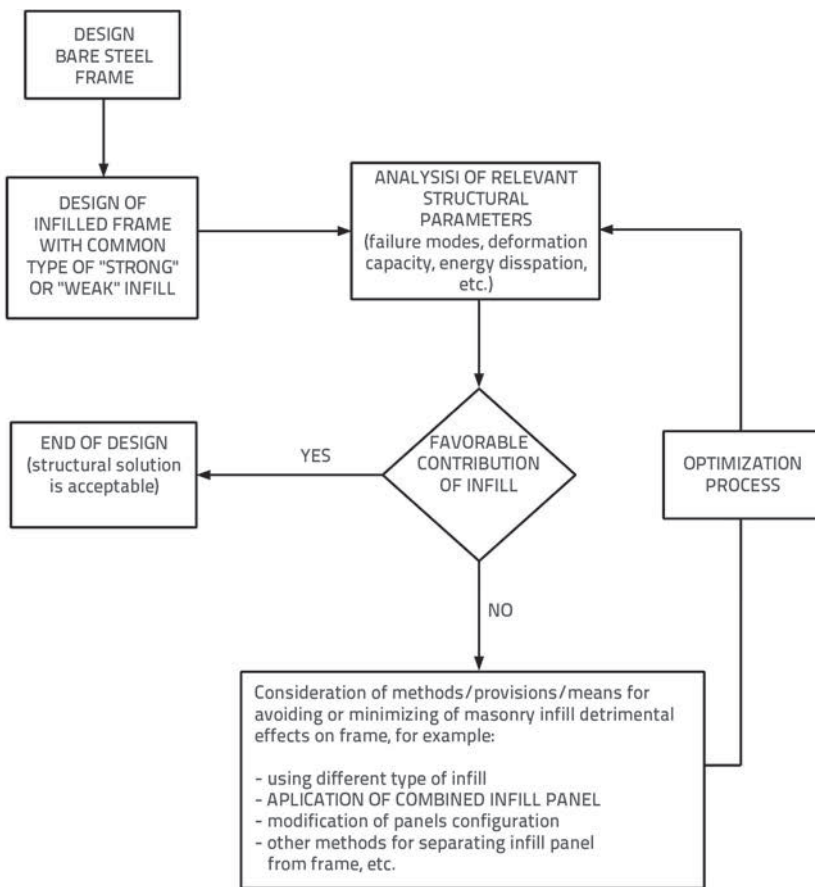 DESIGN
BARE STEEL
FRAME
DESIGN OF
INFILLED FRAME
WITH COMMON
TYPE OF "STRONG"
OR "WEAK" INFILL
ANALYSISI OF RELEVANT
STRUCTURAL
PARAMETERS
(failure modes, deformation
capacity, energy disspation,
etc.)
END OF DESIGN
(structural solution
is acceptable)
YES
FAVORABLE
CONTRIBUTION
OF INFILL
OPTIMIZATION
PROCESS
NO
Consideration of methods/provisions/means for
avoiding or minimizing of masonry infill detrimental
effects on frame, for example:
- using different type of infill
- APLICATION OF COMBINED INFILL PANEL
- modification of panels configuration
- other methods for separating infill panel
from frame, etc.